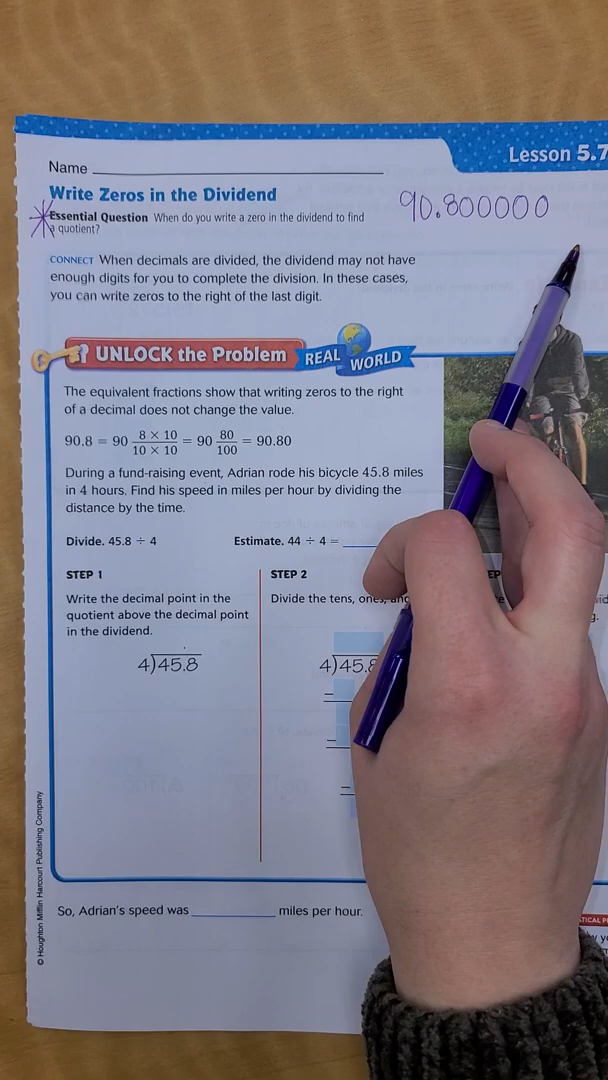 Lesson 5.7
Name
Write Zeros in the Dividend
90.800000
Essential Question When do you write a zero in the dividend to find
a quotient?
CONNECT When decimals are divided, the dividend may not have
enough digits for you to complete the division. In these cases,
you can write zeros to the right of the last digit.
UNLOCK the Problem REAL WORLD
The equivalent fractions show that writing zeros to the right
of a decimal does not change the value.
90.8 = 90 8 × 10 / 10 × 10 = 90 80 / 100 = 90.80
During a fund-raising event, Adrian rode his bicycle 45.8 miles
in 4 hours. Find his speed in miles per hour by dividing the
distance by the time.
Divide. 45.8 ÷ 4
Estimate. 44 ÷ 4 =
STEP 1
Write the decimal point in the
quotient above the decimal point
in the dividend.
4)45.8
STEP 2
Divide the tens, ones, and
4)45.8
So, Adrian's speed was miles per hour.
© Houghton Mifflin Harcourt Publishing Company